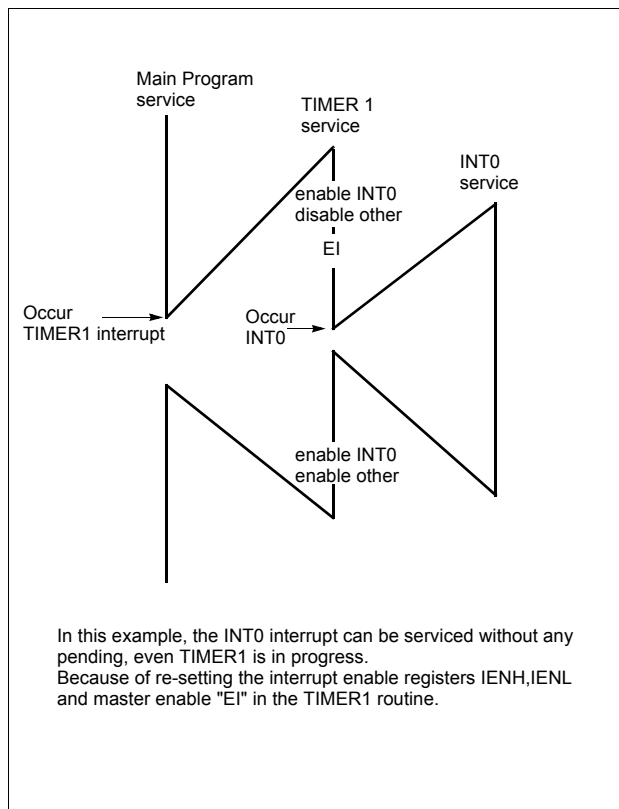 Main Program
service
TIMER 1
service
INT0
service
enable INT0
disable other
EI
Occur
TIMER1 interrupt
Occur
INT0
enable INT0
enable other
In this example, the INT0 interrupt can be serviced without any
pending, even TIMER1 is in progress.
Because of re-setting the interrupt enable registers IENH,IENL
and master enable "EI" in the TIMER1 routine.